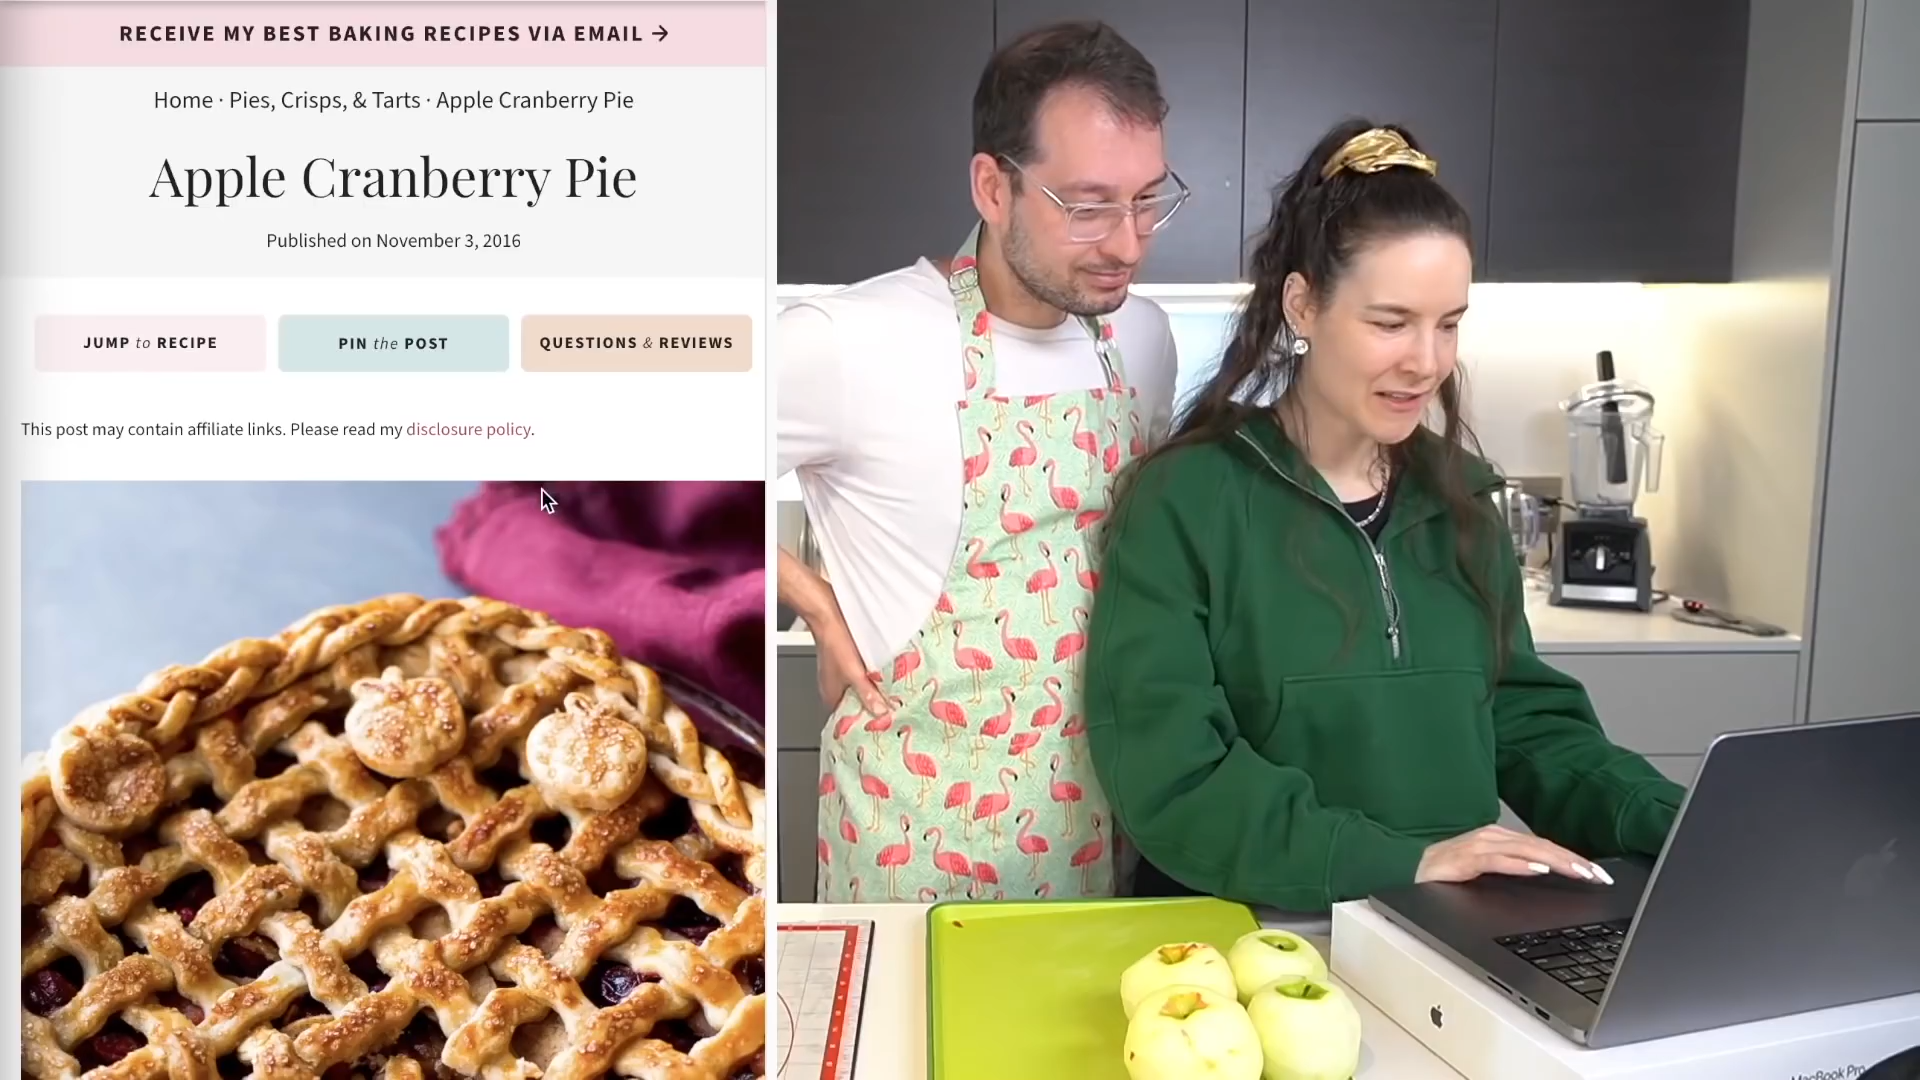 RECEIVE MY BEST BAKING RECIPES VIA EMAIL →
Home · Pies, Crisps, & Tarts · Apple Cranberry Pie
Apple Cranberry Pie
Published on November 3, 2016
JUMP to RECIPE
PIN the POST
QUESTIONS & REVIEWS
This post may contain affiliate links. Please read my disclosure policy.
MacBook Pro